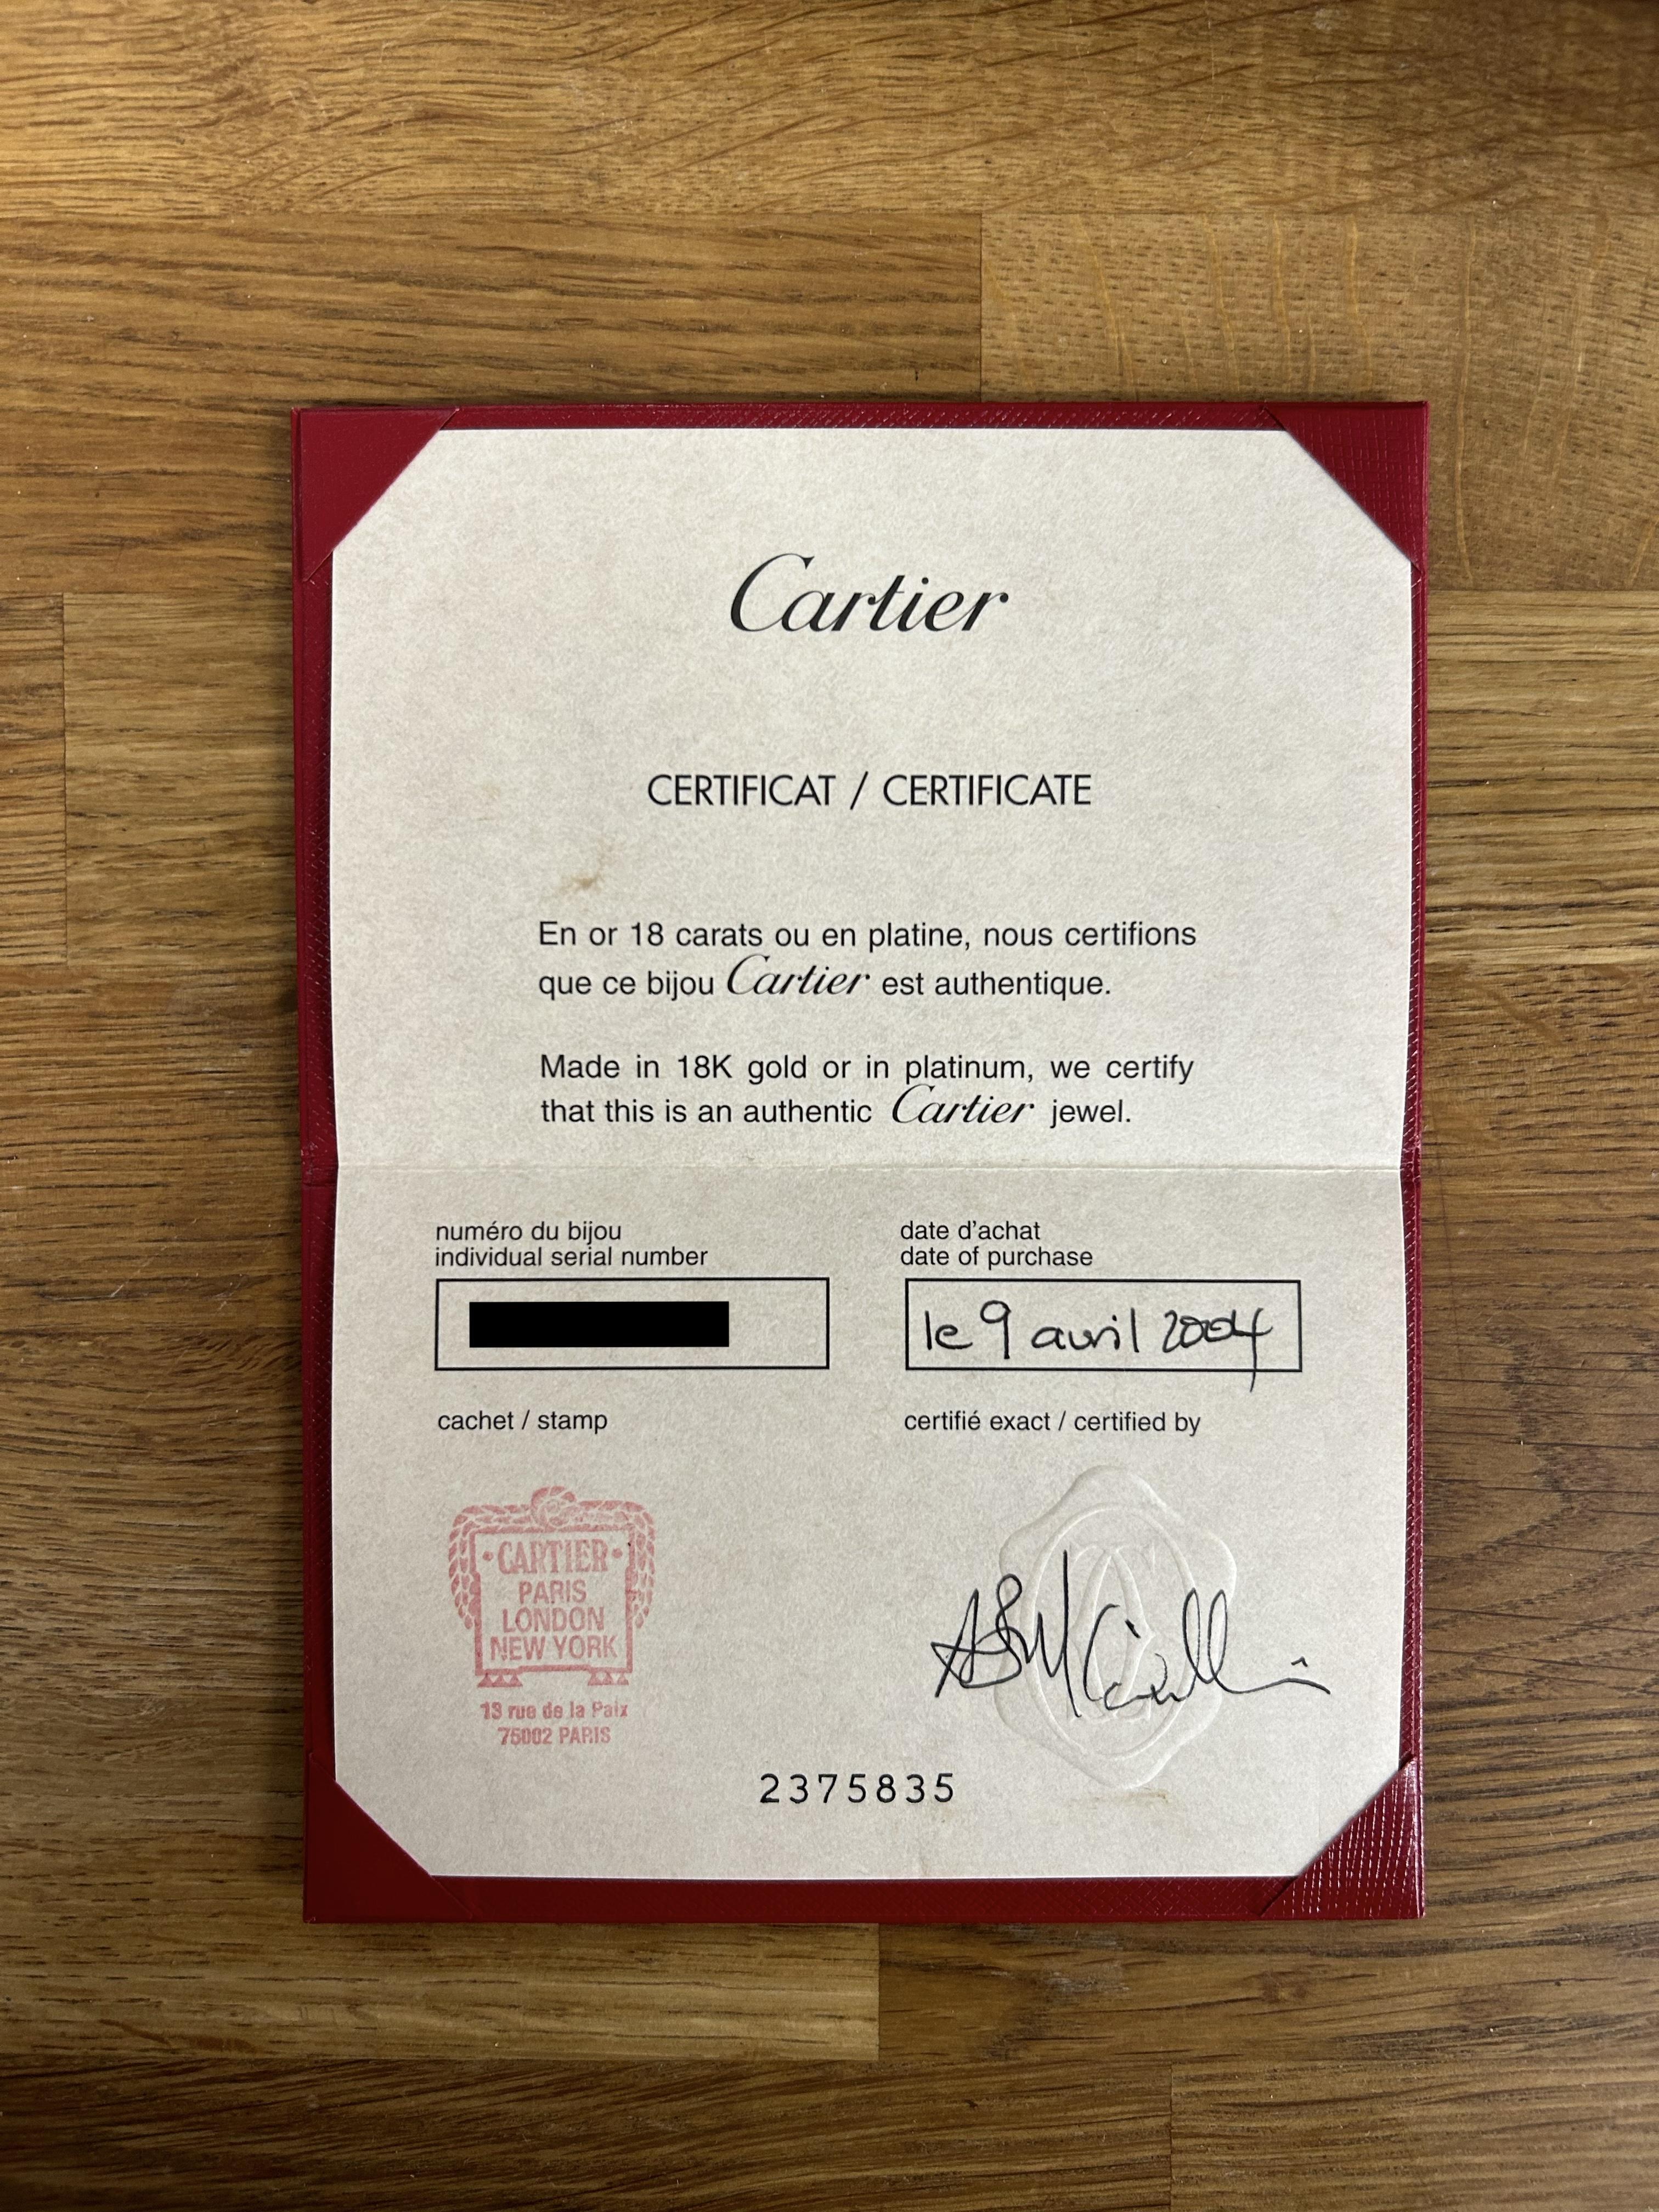 Cartier
CERTIFICAT / CERTIFICATE
En or 18 carats ou en platine, nous certifions
que ce bijou Cartier est authentique.
Made in 18K gold or in platinum, we certify
that this is an authentic Cartier jewel.
numéro du bijou
individual serial number
date d'achat
date of purchase
le 9 avril 2004
cachet / stamp
certifié exact / certified by
CARTIER
PARIS
LONDON
NEW YORK
13 rue de la Paix
75002 PARIS
2375835